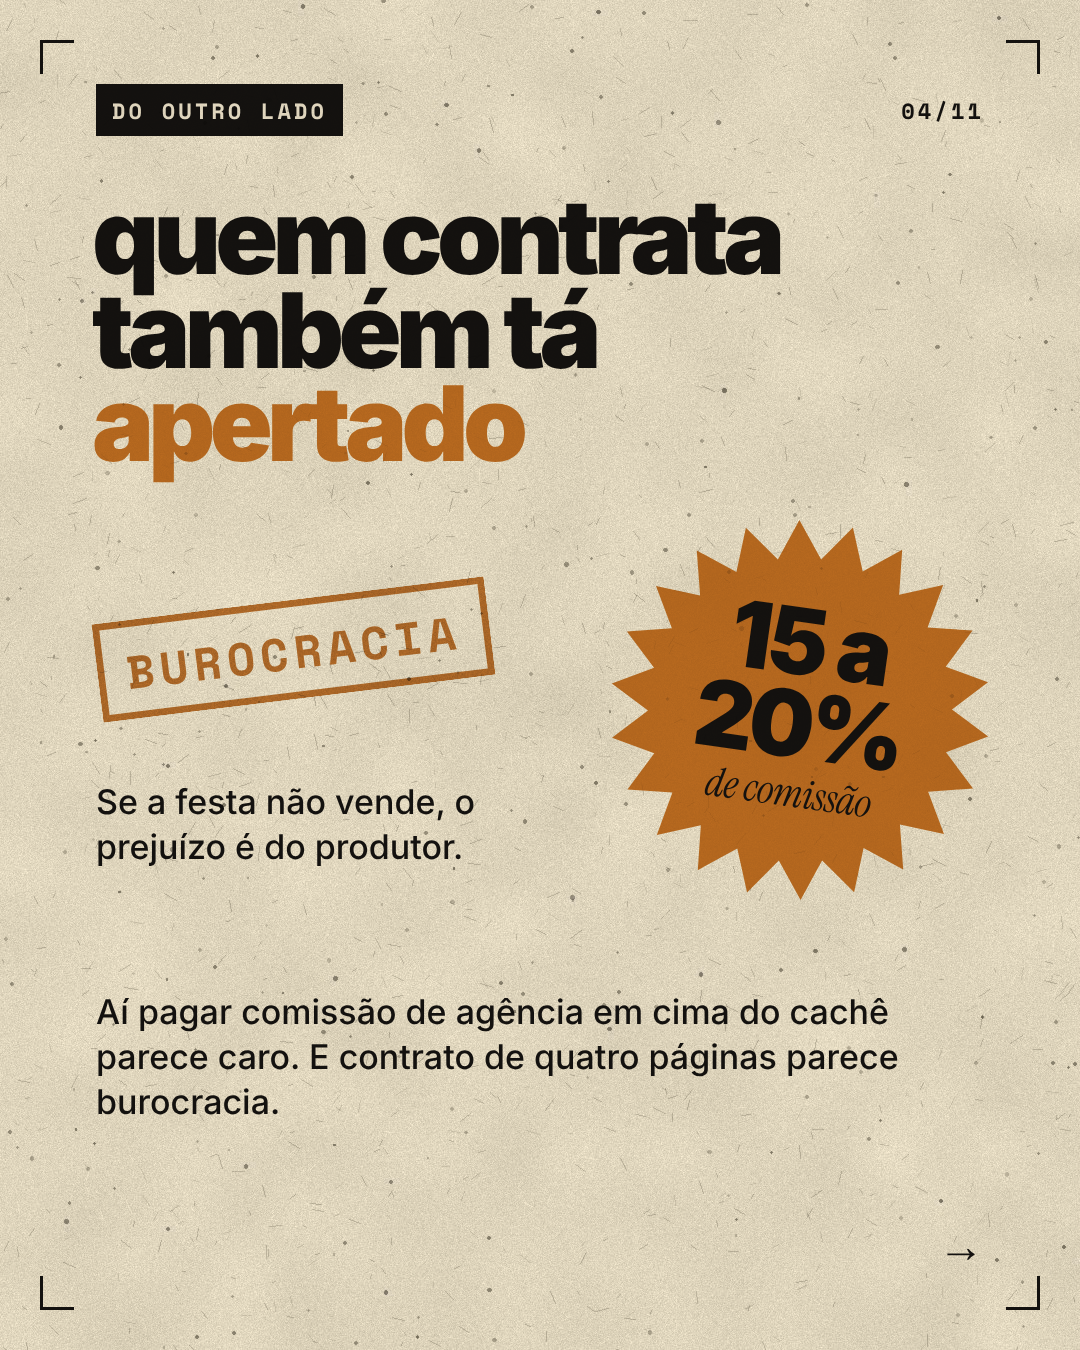 DO OUTRO LADO
04/11
quem contrata
também tá
apertado
BUROCRACIA
15 a
20%
de comissão
Se a festa não vende, o
prejuízo é do produtor.
Aí pagar comissão de agência em cima do cachê
parece caro. E contrato de quatro páginas parece
burocracia.
→